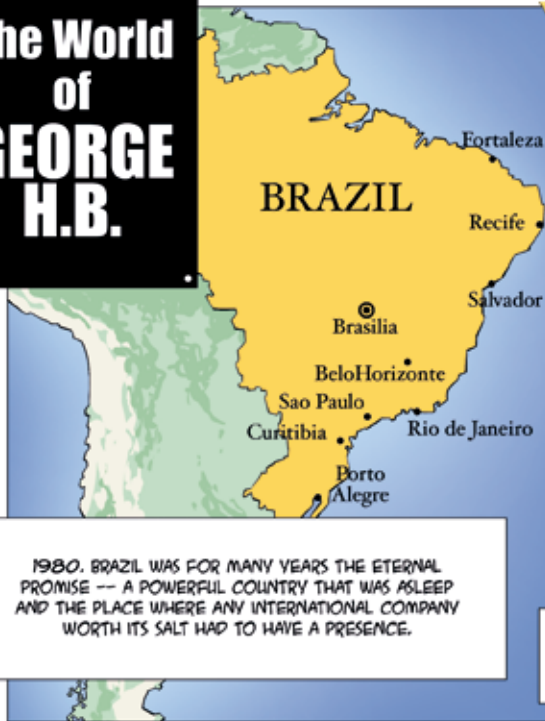 he World
of
GEORGE
H.B.
Fortaleza
BRAZIL
Recife
Salvador
Brasilia
BeloHorizonte
Sao Paulo
Curitibia
Rio de Janeiro
Porto
Alegre
1980. BRAZIL WAS FOR MANY YEARS THE ETERNAL
PROMISE -- A POWERFUL COUNTRY THAT WAS ASLEEP
AND THE PLACE WHERE ANY INTERNATIONAL COMPANY
WORTH ITS SALT HAD TO HAVE A PRESENCE.